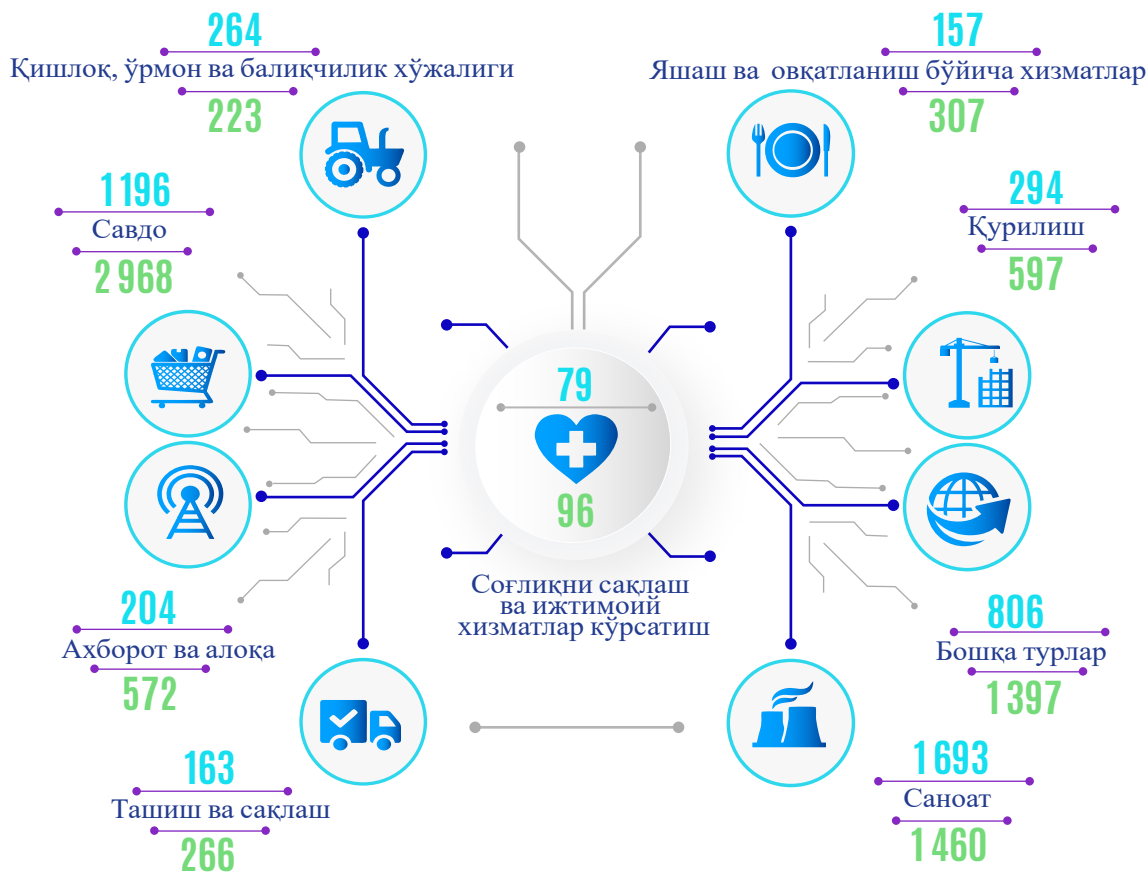 264
Қишлоқ, ўрмон ва балиқчилик хўжалиги
223
157
Яшаш ва овқатланиш бўйича хизматлар
307
1 196
Савдо
2 968
294
Қурилиш
597
79
96
Соғлиқни сақлаш
ва ижтимоий
хизматлар кўрсатиш
204
Ахборот ва алоқа
572
806
Бошқа турлар
1 397
163
Ташиш ва сақлаш
266
1 693
Саноат
1 460